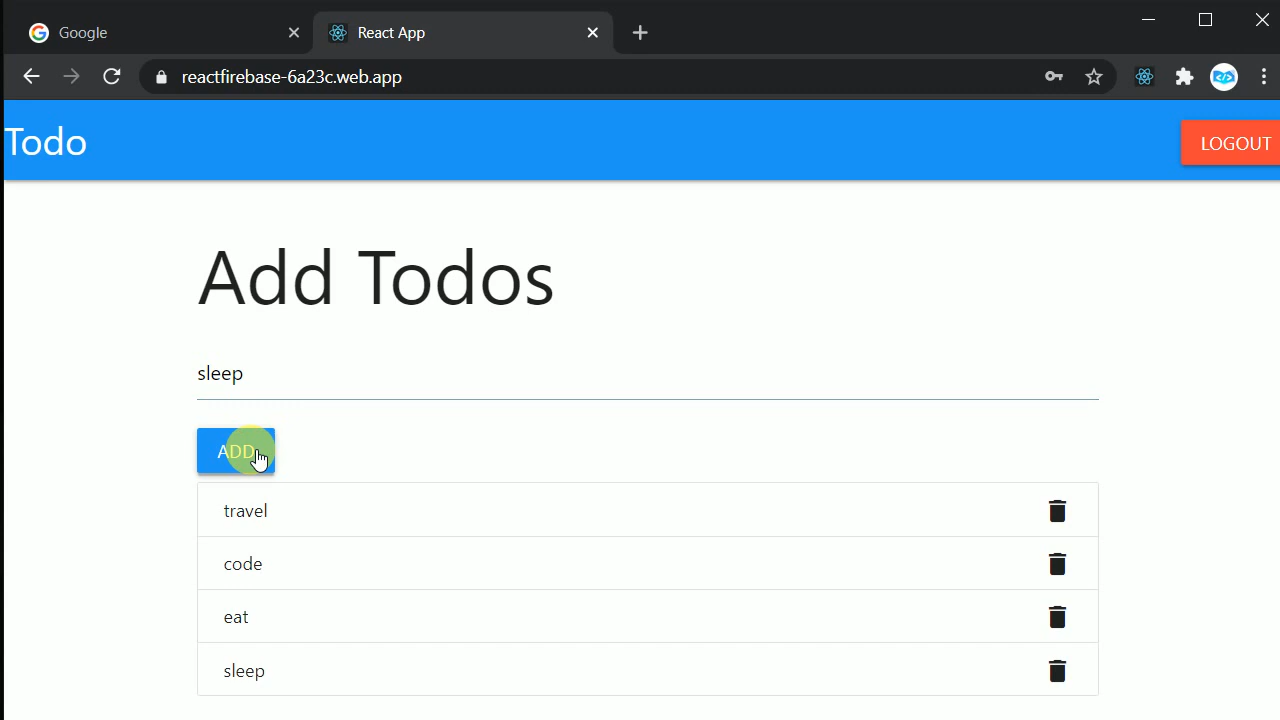 Google
React App
reactfirebase-6a23c.web.app
Todo
LOGOUT
Add Todos
sleep
ADD
travel
code
eat
sleep